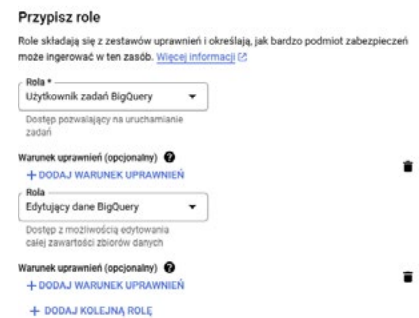 Przypisz role
Role składają się z zestawów uprawnień i określają, jak bardzo podmiot zabezpieczeń
może ingerować w ten zasób. Więcej informacji
Rola *
Użytkownik zadań BigQuery
Dostęp pozwalający na uruchamianie
zadań
Warunek uprawnień (opcjonalny)
+ DODAJ WARUNEK UPRAWNIEŃ
Rola
Edytujący dane BigQuery
Dostęp z możliwością edytowania
całej zawartości zbiorów danych
Warunek uprawnień (opcjonalny)
+ DODAJ WARUNEK UPRAWNIEŃ
+ DODAJ KOLEJNĄ ROLĘ